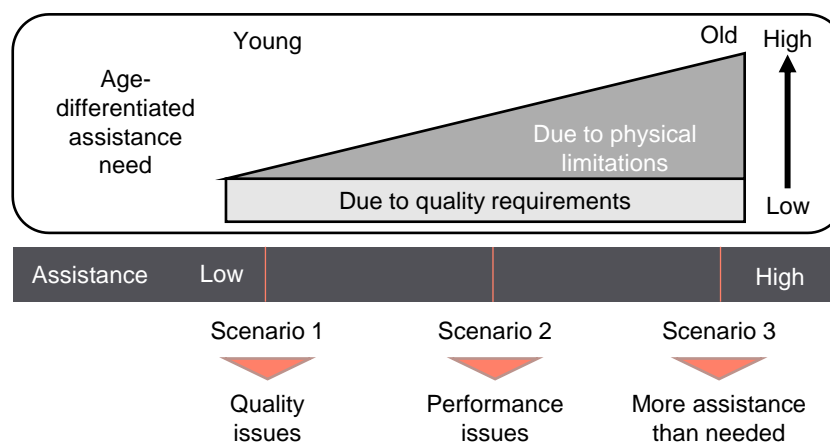 Young
Old
High
Age-
differentiated
assistance
need
Due to physical
limitations
Due to quality requirements
Low
Assistance
Low
High
Scenario 1
Scenario 2
Scenario 3
Quality
issues
Performance
issues
More assistance
than needed